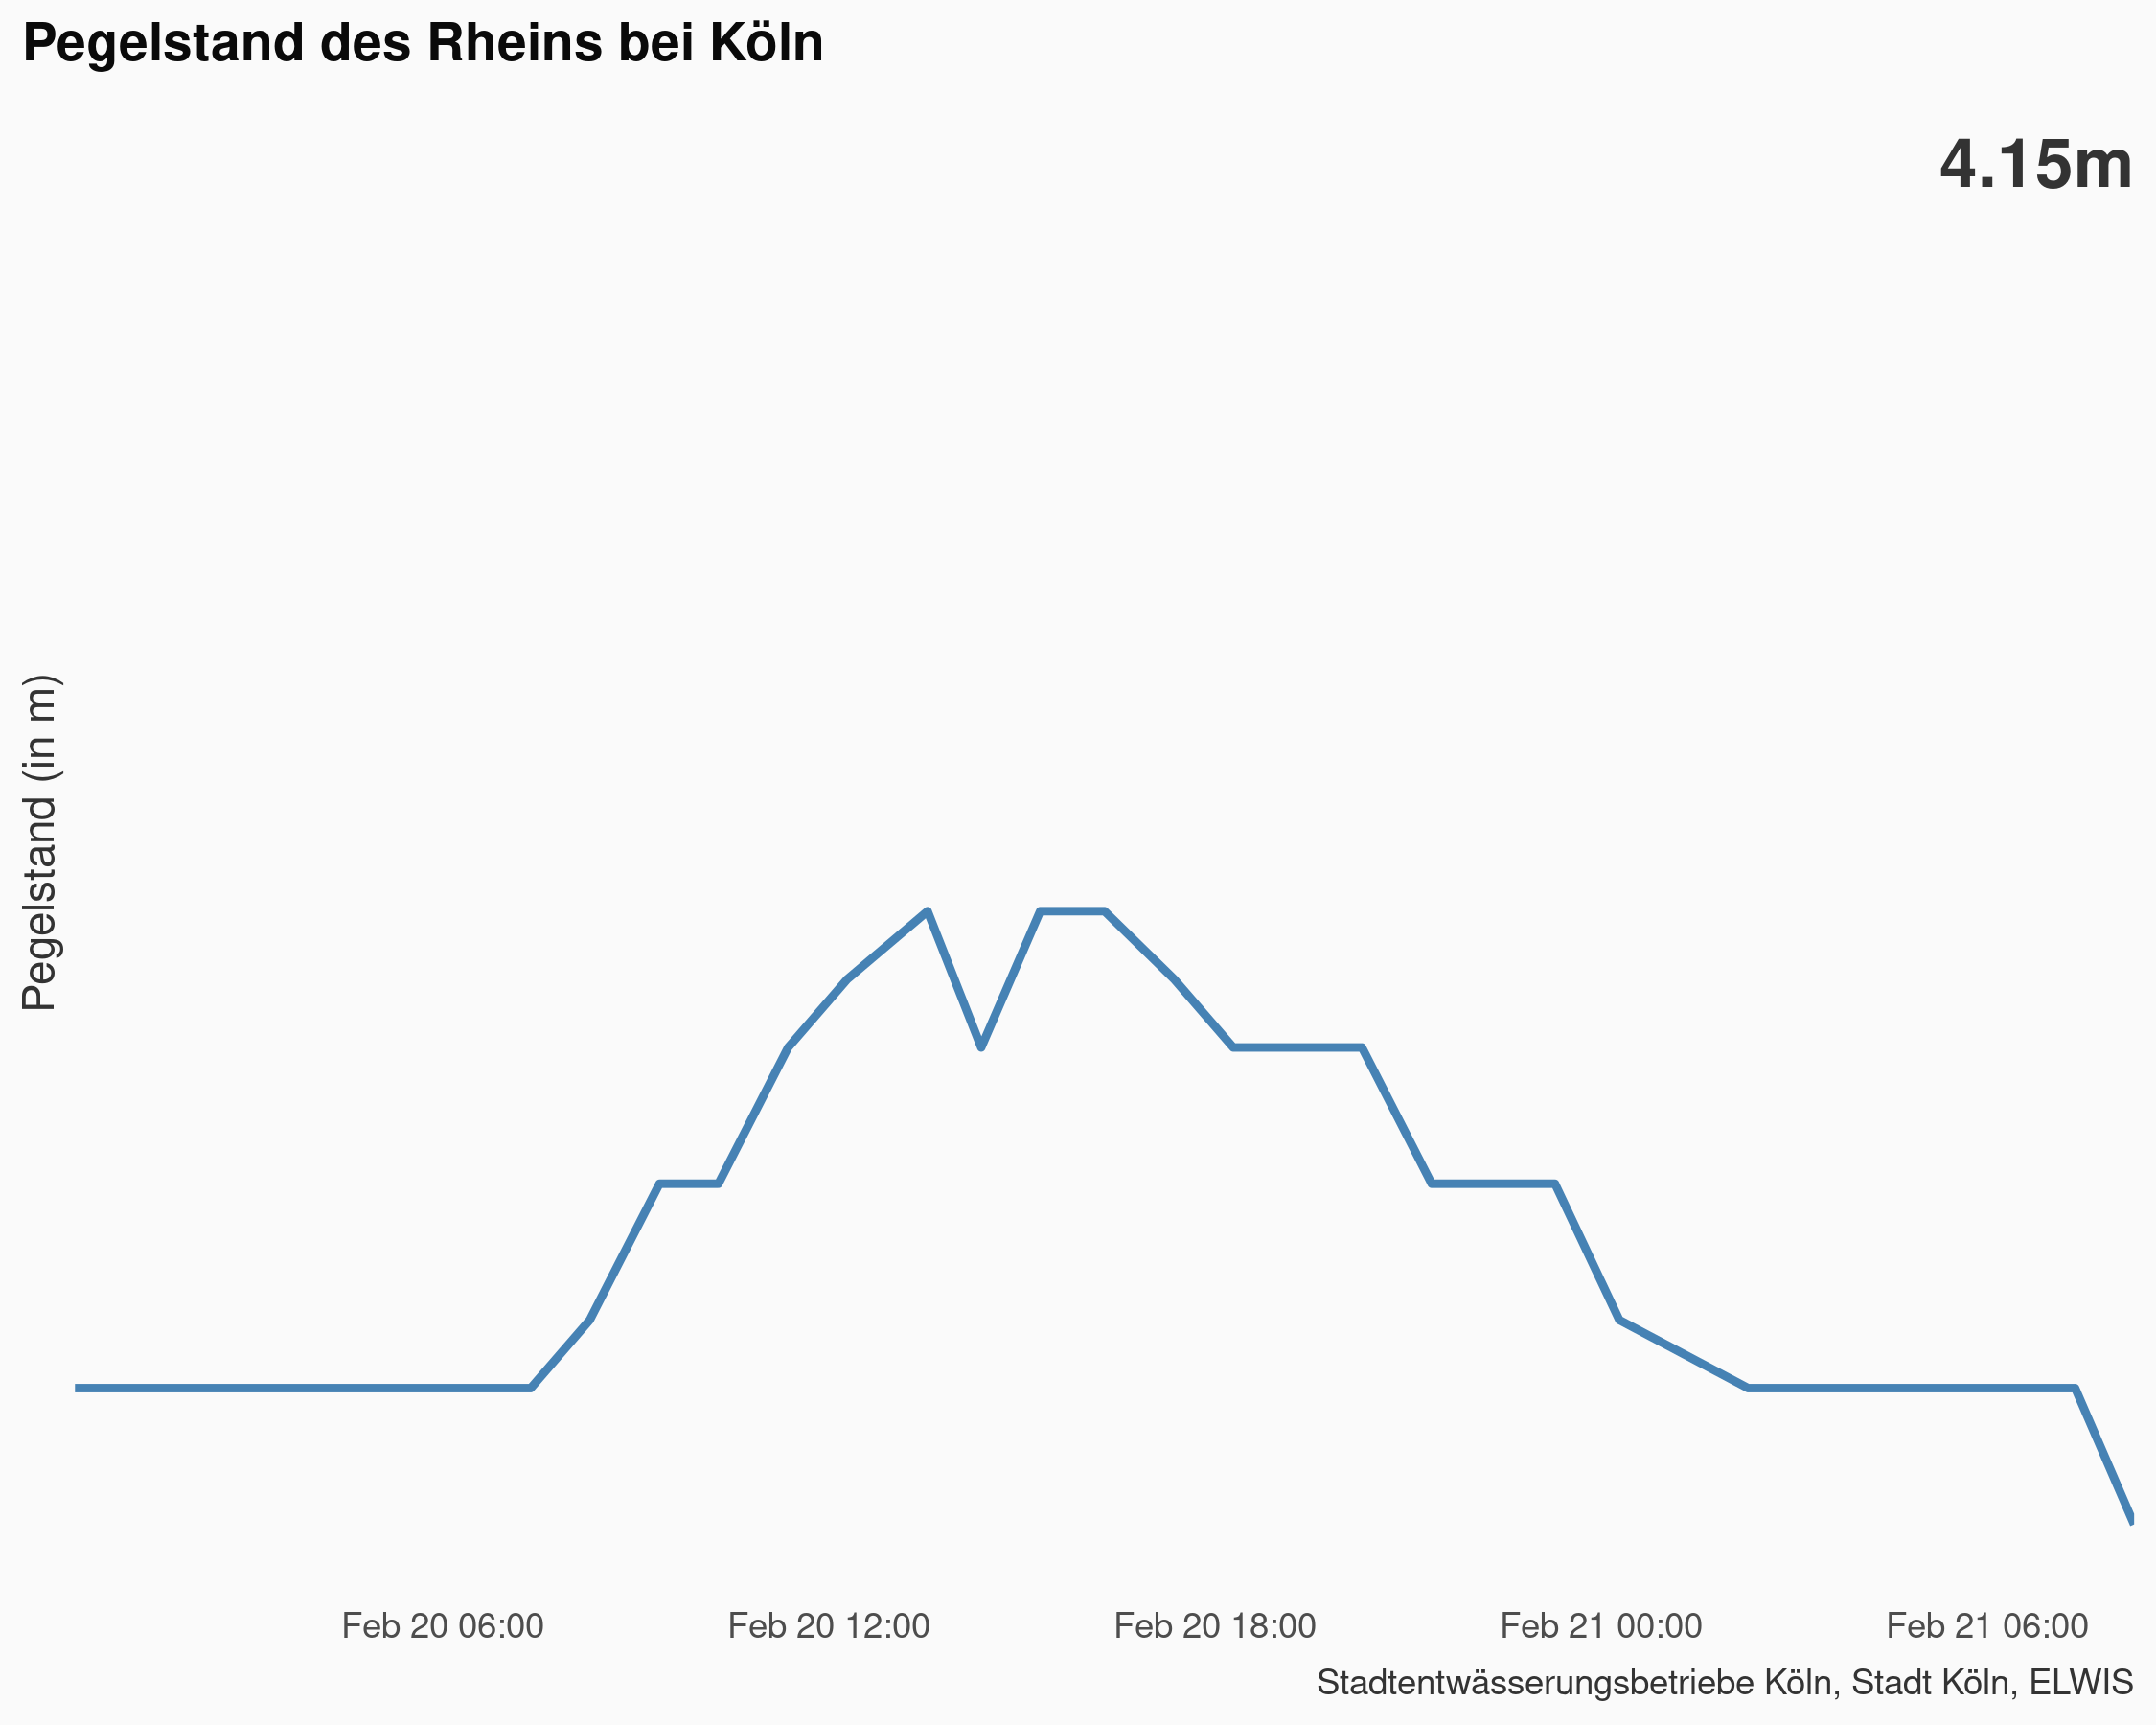 Pegelstand des Rheins bei Köln
4.15m
Pegelstand (in m)
Feb 20 06:00
Feb 20 12:00
Feb 20 18:00
Feb 21 00:00
Feb 21 06:00
Stadtentwässerungsbetriebe Köln, Stadt Köln, ELWIS